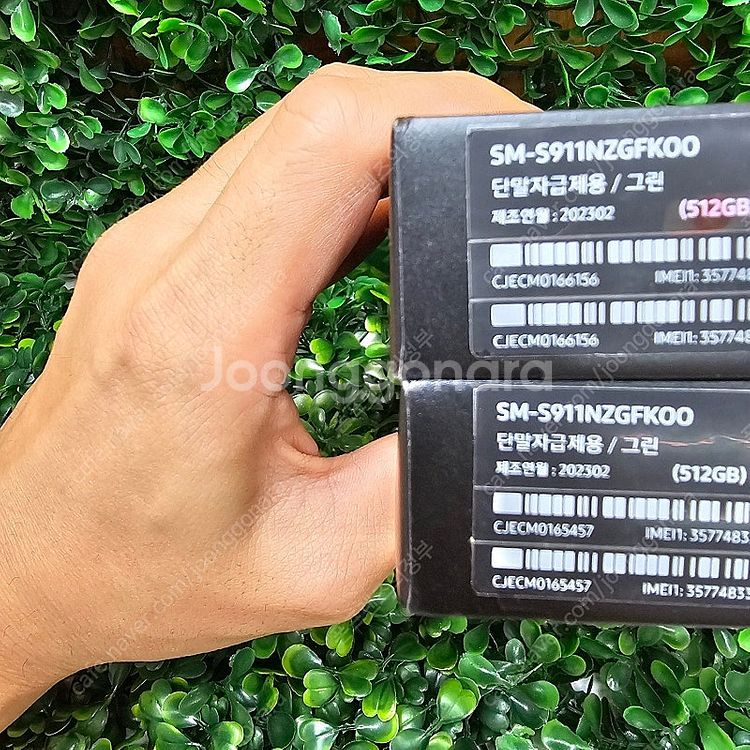 SM-S911NZGFKOO
단말자급제용 / 그린
제조연월 : 202302
(512GB)
CJECM0166156
IMEI1: 357748
CJECM0166156
IMEI1: 357748
Joonggonara
SM-S911NZGFKOO
단말자급제용 / 그린
제조연월 : 202302
(512GB)
CJECM0165457
IMEI1: 35774833
CJECM0165457
IMEI1: 35774833